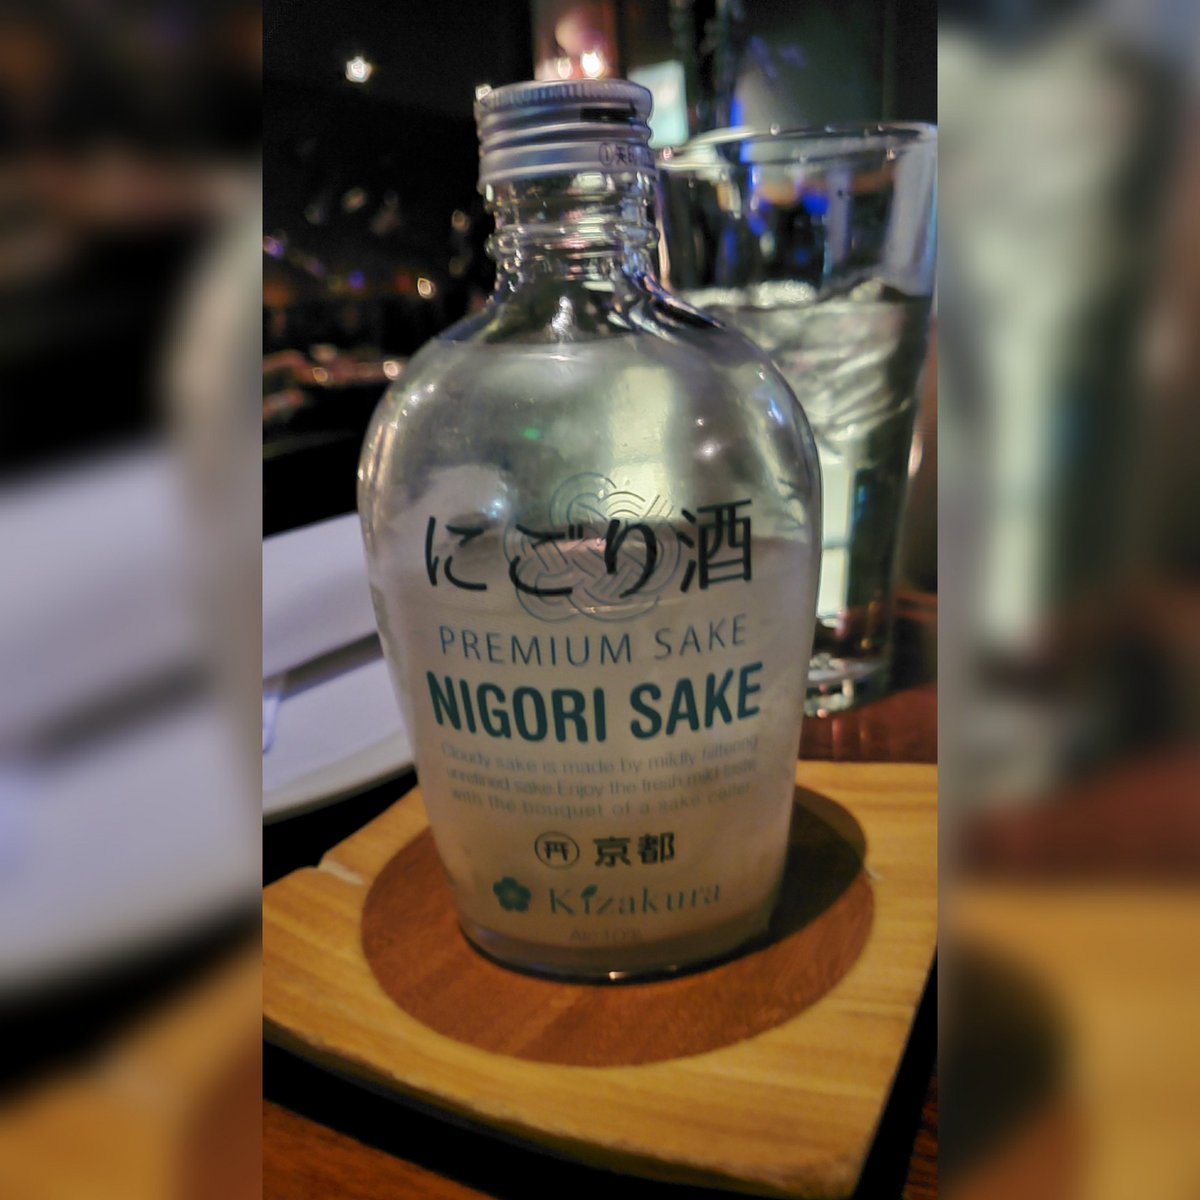 にごり酒
PREMIUM SAKE
NIGORI SAKE
Cloudy sake is made by mildly filtering
unrefined sake.Enjoy the fresh mild taste
with the bouquet of a sake celler.
京都
Kizakura